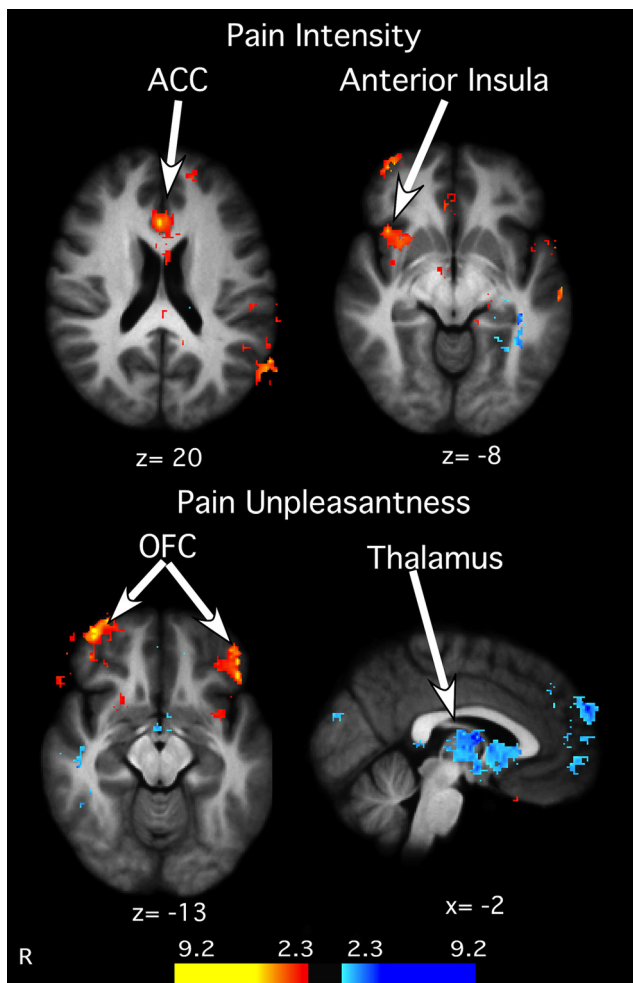 Pain Intensity
ACC
Anterior Insula
z= 20
z= -8
Pain Unpleasantness
OFC
Thalamus
z= -13
x= -2
R
9.2 2.3 2.3 9.2